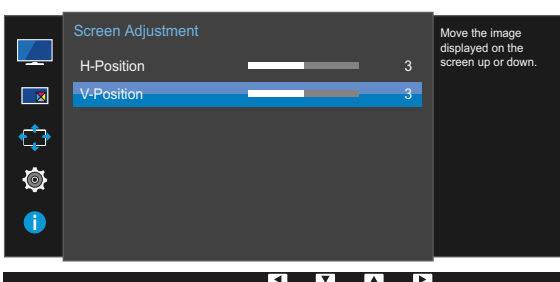 Screen Adjustment
H-Position 3
V-Position 3
Move the image
displayed on the
screen up or down.